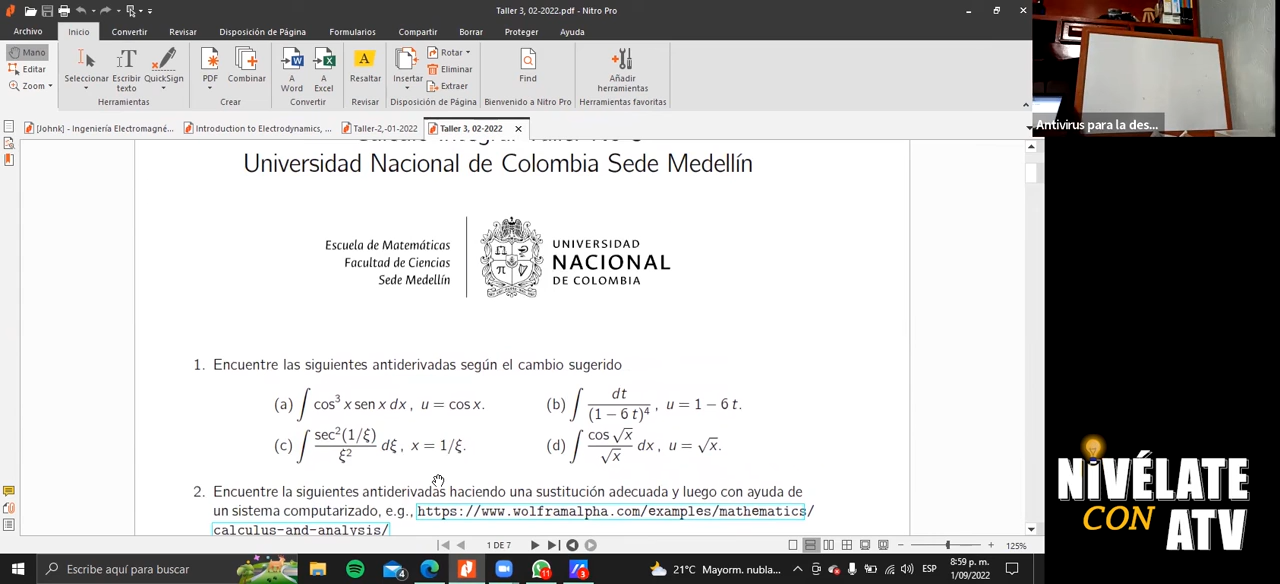 Taller 3, 02-2022.pdf - Nitro Pro
Archivo Inicio Convertir Revisar Disposición de Página Formularios Compartir Borrar Proteger Ayuda
Mano
Editar
Zoom
Seleccionar
Escribir texto
QuickSign
Herramientas
PDF
Combinar
Crear
A Word
A Excel
Convertir
Resaltar
Revisar
Insertar
Rotar
Eliminar
Extraer
Disposición de Página
Find
Bienvenido a Nitro Pro
Añadir herramientas
Herramientas favoritas
[Johnk] - Ingeniería Electromagné...
Introduction to Electrodynamics, ...
Taller-2,-01-2022
Taller 3, 02-2022
Antivirus para la des...
Universidad Nacional de Colombia Sede Medellín
Escuela de Matemáticas
Facultad de Ciencias
Sede Medellín
UNIVERSIDAD
NACIONAL
DE COLOMBIA
1. Encuentre las siguientes antiderivadas según el cambio sugerido
(a) ∫ cos³ x sen x dx, u = cos x.
(b) ∫ dt/(1 − 6 t)⁴, u = 1 − 6 t.
(c) ∫ sec²(1/ξ)/ξ² dξ, x = 1/ξ.
(d) ∫ cos √x/√x dx, u = √x.
2. Encuentre la siguientes antiderivadas haciendo una sustitución adecuada y luego con ayuda de
un sistema computarizado, e.g., https://www.wolframalpha.com/examples/mathematics/
calculus-and-analysis/
NIVÉLATE
CON ATV
1 DE 7
125%
Escribe aquí para buscar
4
11
3
21°C Mayorm. nubla...
ESP
8:59 p. m.
1/09/2022